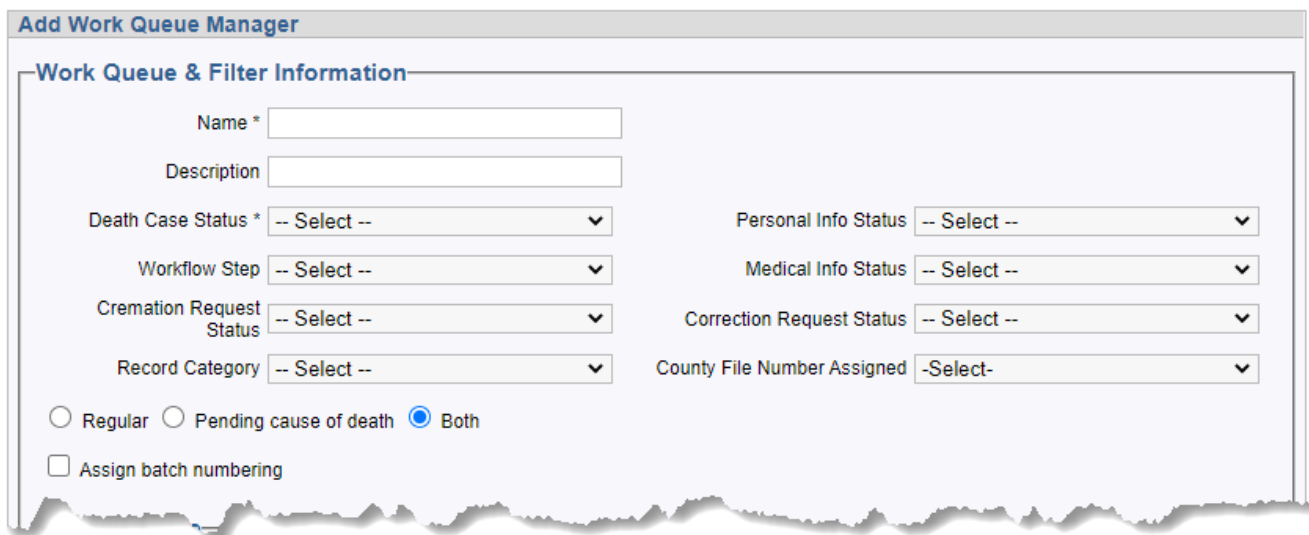 Add Work Queue Manager
Work Queue & Filter Information
Name *
Description
Death Case Status * -- Select -- Personal Info Status -- Select --
Workflow Step -- Select -- Medical Info Status -- Select --
Cremation Request
Status -- Select -- Correction Request Status -- Select --
Record Category -- Select -- County File Number Assigned -Select-
Regular Pending cause of death Both
Assign batch numbering